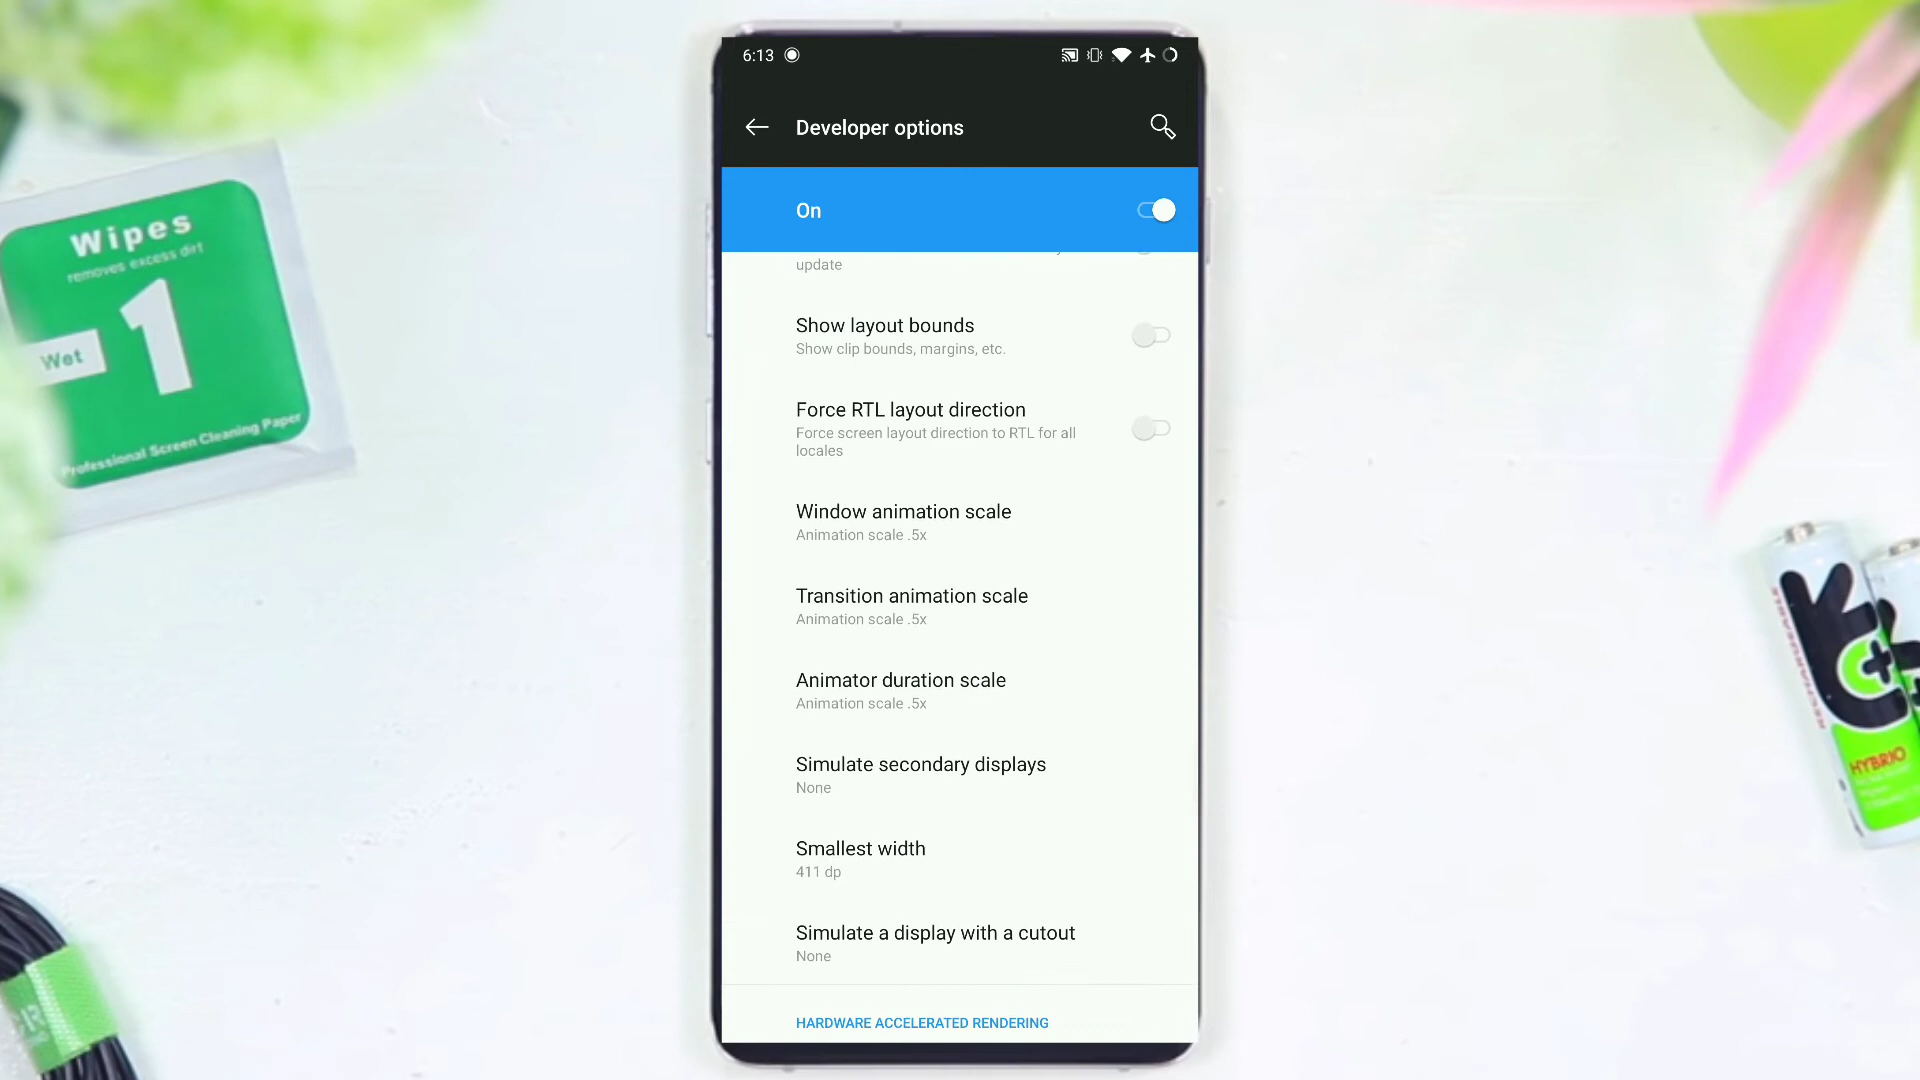 6:13
Developer options
On
update
Show layout bounds
Show clip bounds, margins, etc.
Force RTL layout direction
Force screen layout direction to RTL for all
locales
Window animation scale
Animation scale .5x
Transition animation scale
Animation scale .5x
Animator duration scale
Animation scale .5x
Simulate secondary displays
None
Smallest width
411 dp
Simulate a display with a cutout
None
HARDWARE ACCELERATED RENDERING
Wipes
removes excess dirt
1
Wet
Professional Screen Cleaning Paper
RECHARGEABLE
HYBRIO